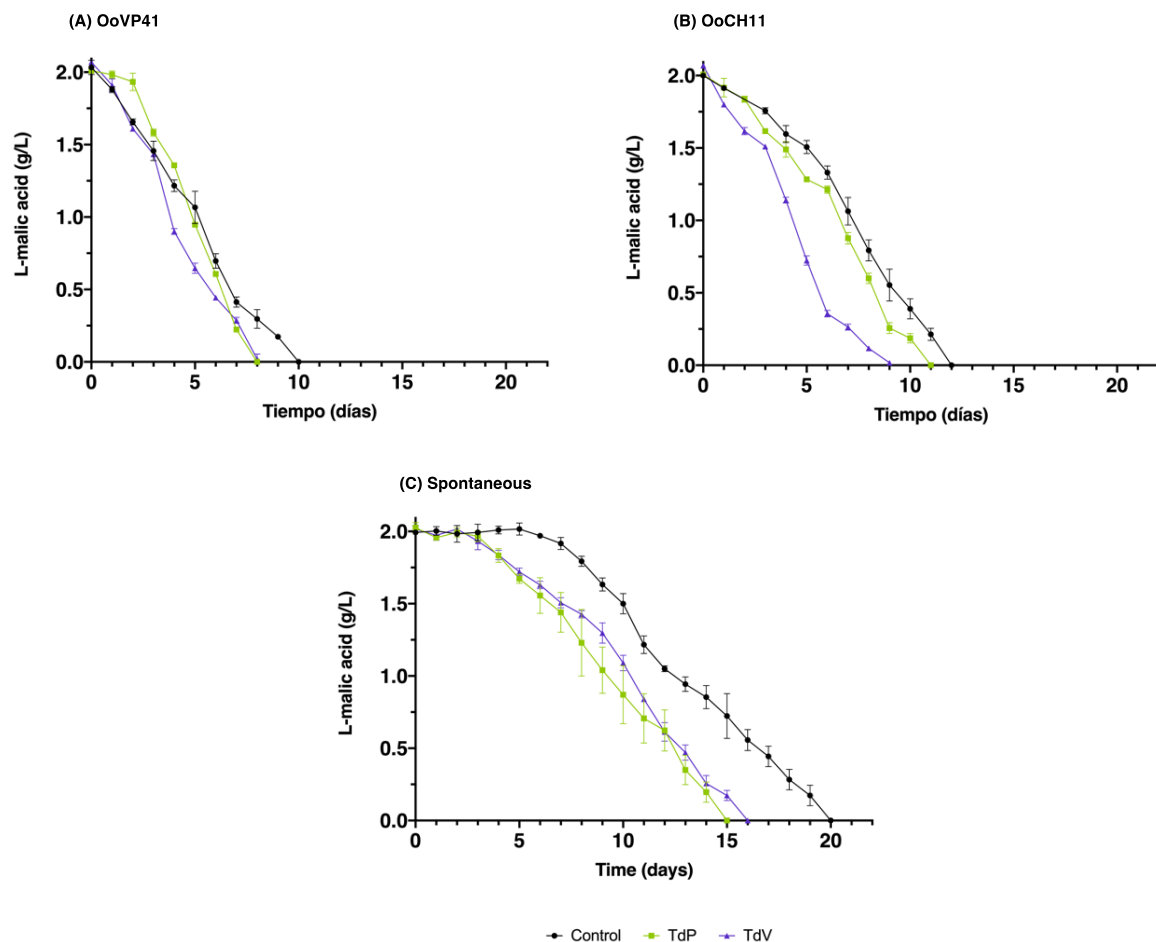 (A) OoVP41
(B) OoCH11
L-malic acid (g/L)
2.0
1.5
1.0
0.5
0.0
0 5 10 15 20
Tiempo (días)
L-malic acid (g/L)
2.0
1.5
1.0
0.5
0.0
0 5 10 15 20
Tiempo (días)
(C) Spontaneous
L-malic acid (g/L)
2.0
1.5
1.0
0.5
0.0
0 5 10 15 20
Time (days)
Control TdP TdV